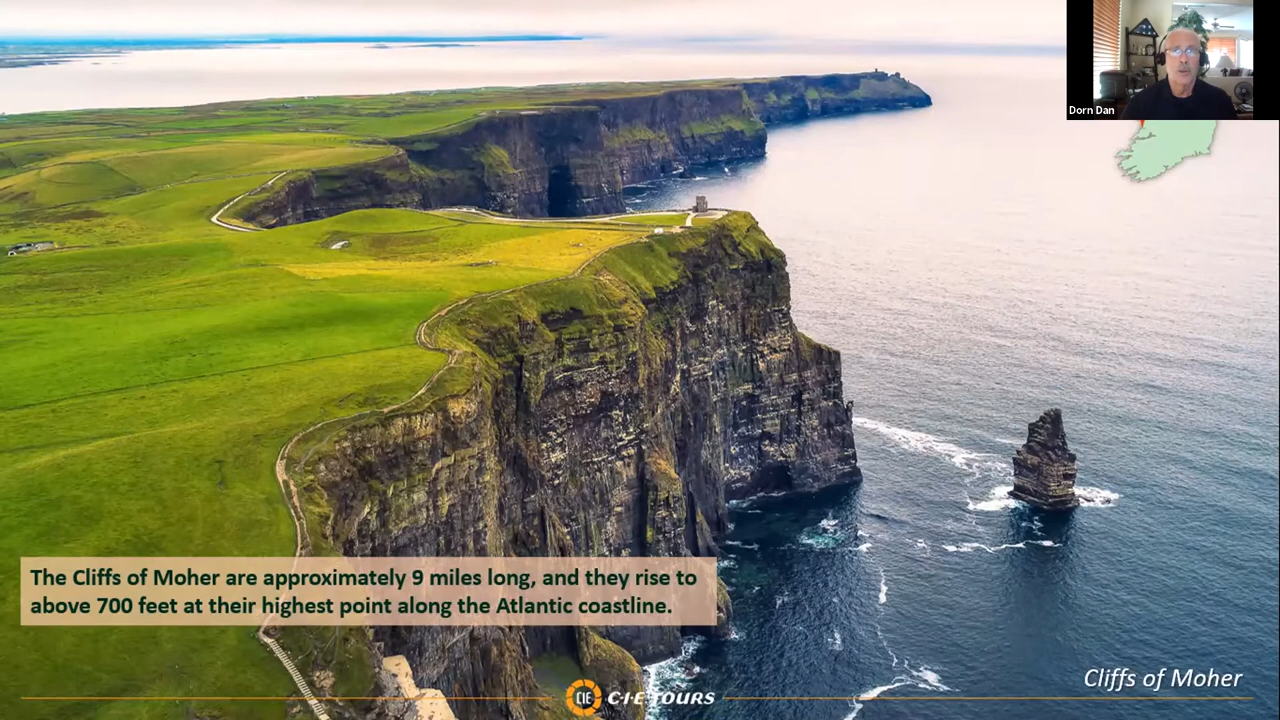 Dorn Dan
The Cliffs of Moher are approximately 9 miles long, and they rise to
above 700 feet at their highest point along the Atlantic coastline.
Cliffs of Moher
CIE C·I·E TOURS